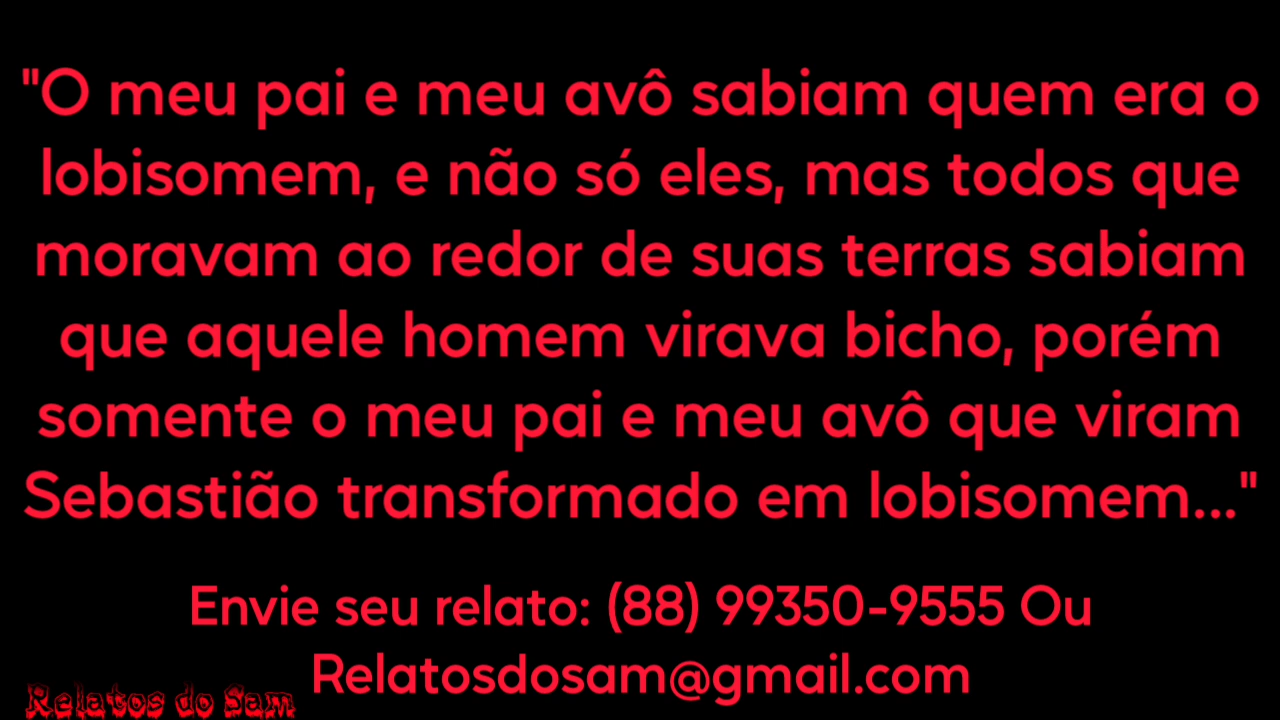 "O meu pai e meu avô sabiam quem era o
lobisomem, e não só eles, mas todos que
moravam ao redor de suas terras sabiam
que aquele homem virava bicho, porém
somente o meu pai e meu avô que viram
Sebastião transformado em lobisomem..."
Envie seu relato: (88) 99350-9555 Ou
Relatosdosam@gmail.com
Relatos do Sam